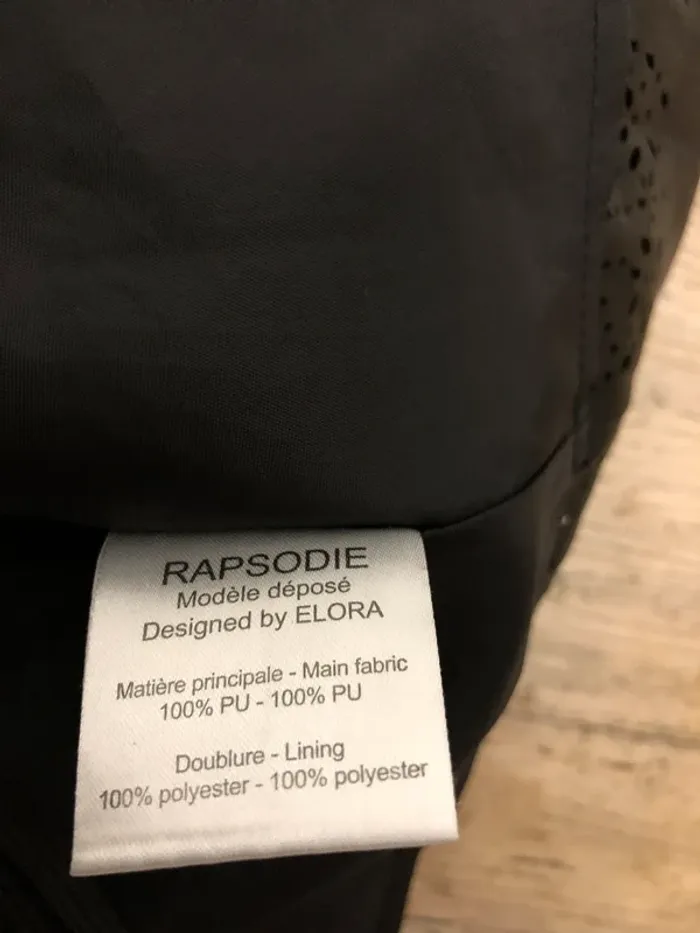 RAPSODIE
Modèle déposé
Designed by ELORA
Matière principale - Main fabric
100% PU - 100% PU
Doublure - Lining
100% polyester - 100% polyester